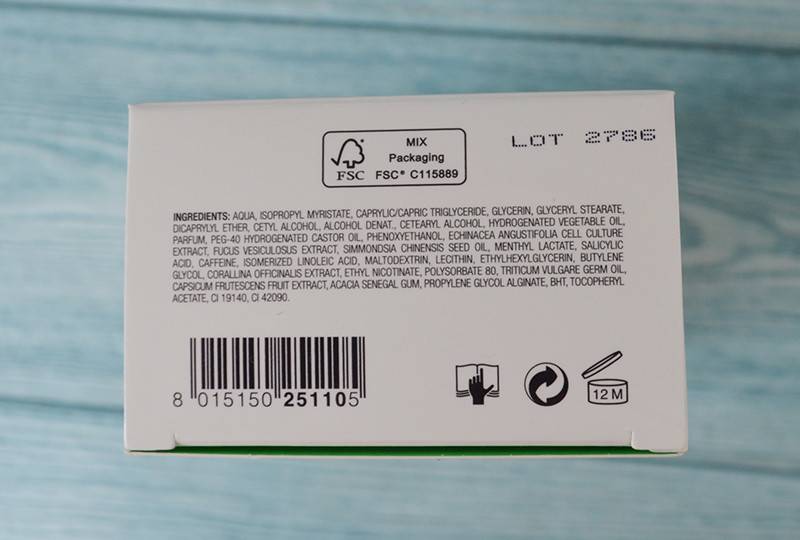 FSC
MIX
Packaging
FSC® C115889
LOT 2786
INGREDIENTS: AQUA, ISOPROPYL MYRISTATE, CAPRYLIC/CAPRIC TRIGLYCERIDE, GLYCERIN, GLYCERYL STEARATE,
DICAPRYLYL ETHER, CETYL ALCOHOL, ALCOHOL DENAT., CETEARYL ALCOHOL, HYDROGENATED VEGETABLE OIL,
PARFUM, PEG-40 HYDROGENATED CASTOR OIL, PHENOXYETHANOL, ECHINACEA ANGUSTIFOLIA CELL CULTURE
EXTRACT, FUCUS VESICULOSUS EXTRACT, SIMMONDSIA CHINENSIS SEED OIL, MENTHYL LACTATE, SALICYLIC
ACID, CAFFEINE, ISOMERIZED LINOLEIC ACID, MALTODEXTRIN, LECITHIN, ETHYLHEXYLGLYCERIN, BUTYLENE
GLYCOL, CORALLINA OFFICINALIS EXTRACT, ETHYL NICOTINATE, POLYSORBATE 80, TRITICUM VULGARE GERM OIL,
CAPSICUM FRUTESCENS FRUIT EXTRACT, ACACIA SENEGAL GUM, PROPYLENE GLYCOL ALGINATE, BHT, TOCOPHERYL
ACETATE, CI 19140, CI 42090.
8 015150 251105
12 M